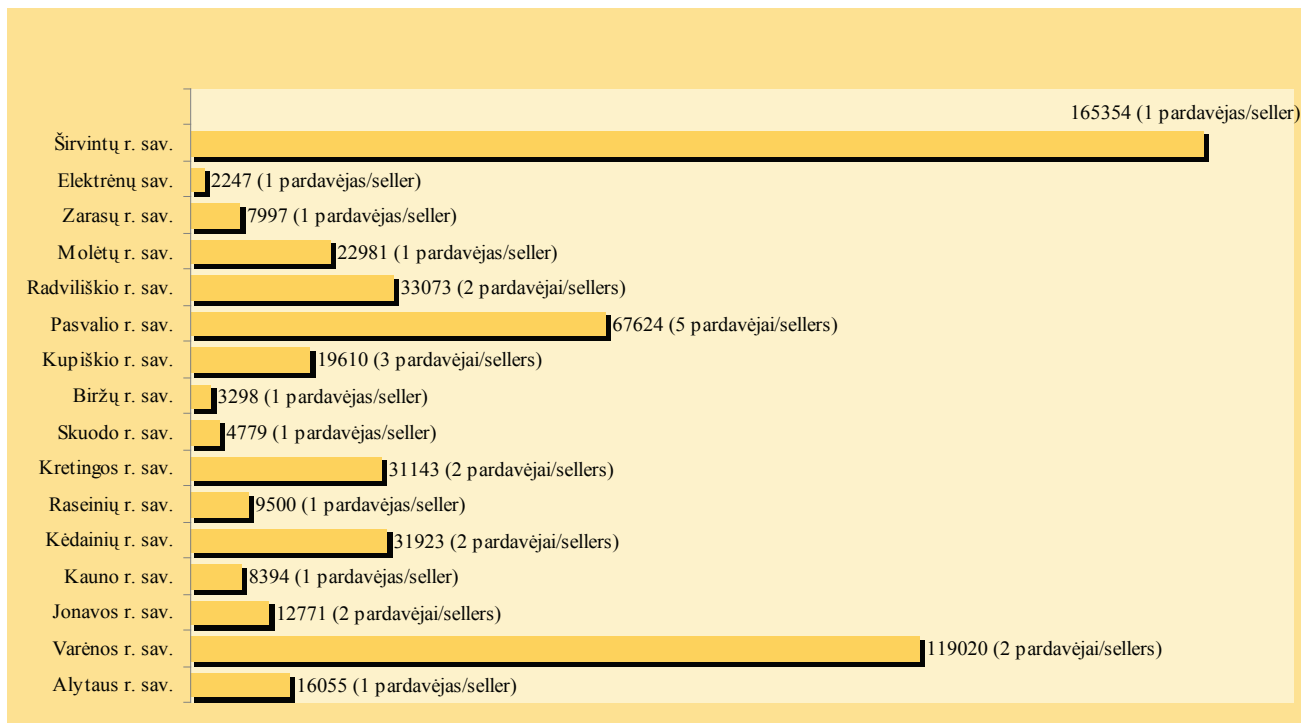 165354 (1 pardavėjas/seller)
Širvintų r. sav.
Elektrėnų sav. 2247 (1 pardavėjas/seller)
Zarasų r. sav. 7997 (1 pardavėjas/seller)
Molėtų r. sav. 22981 (1 pardavėjas/seller)
Radviliškio r. sav. 33073 (2 pardavėjai/sellers)
Pasvalio r. sav. 67624 (5 pardavėjai/sellers)
Kupiškio r. sav. 19610 (3 pardavėjai/sellers)
Biržų r. sav. 3298 (1 pardavėjas/seller)
Skuodo r. sav. 4779 (1 pardavėjas/seller)
Kretingos r. sav. 31143 (2 pardavėjai/sellers)
Raseinių r. sav. 9500 (1 pardavėjas/seller)
Kėdainių r. sav. 31923 (2 pardavėjai/sellers)
Kauno r. sav. 8394 (1 pardavėjas/seller)
Jonavos r. sav. 12771 (2 pardavėjai/sellers)
Varėnos r. sav. 119020 (2 pardavėjai/sellers)
Alytaus r. sav. 16055 (1 pardavėjas/seller)